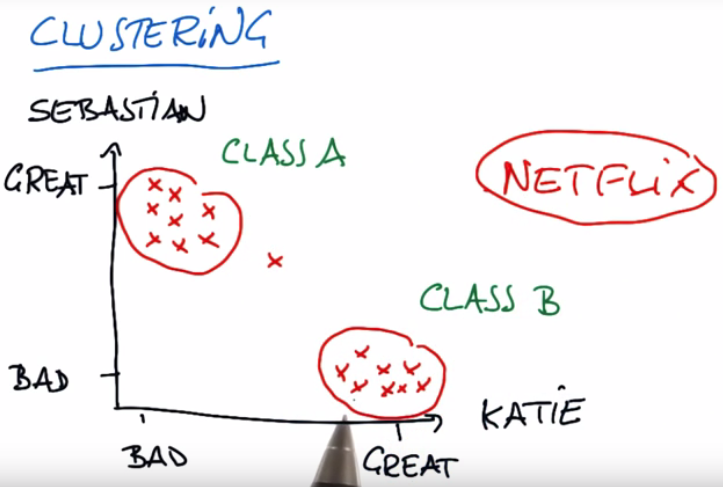 CLUSTERING
SEBASTIAN
CLASS A
GREAT
NETFLIX
CLASS B
BAD
KATIE
BAD
GREAT